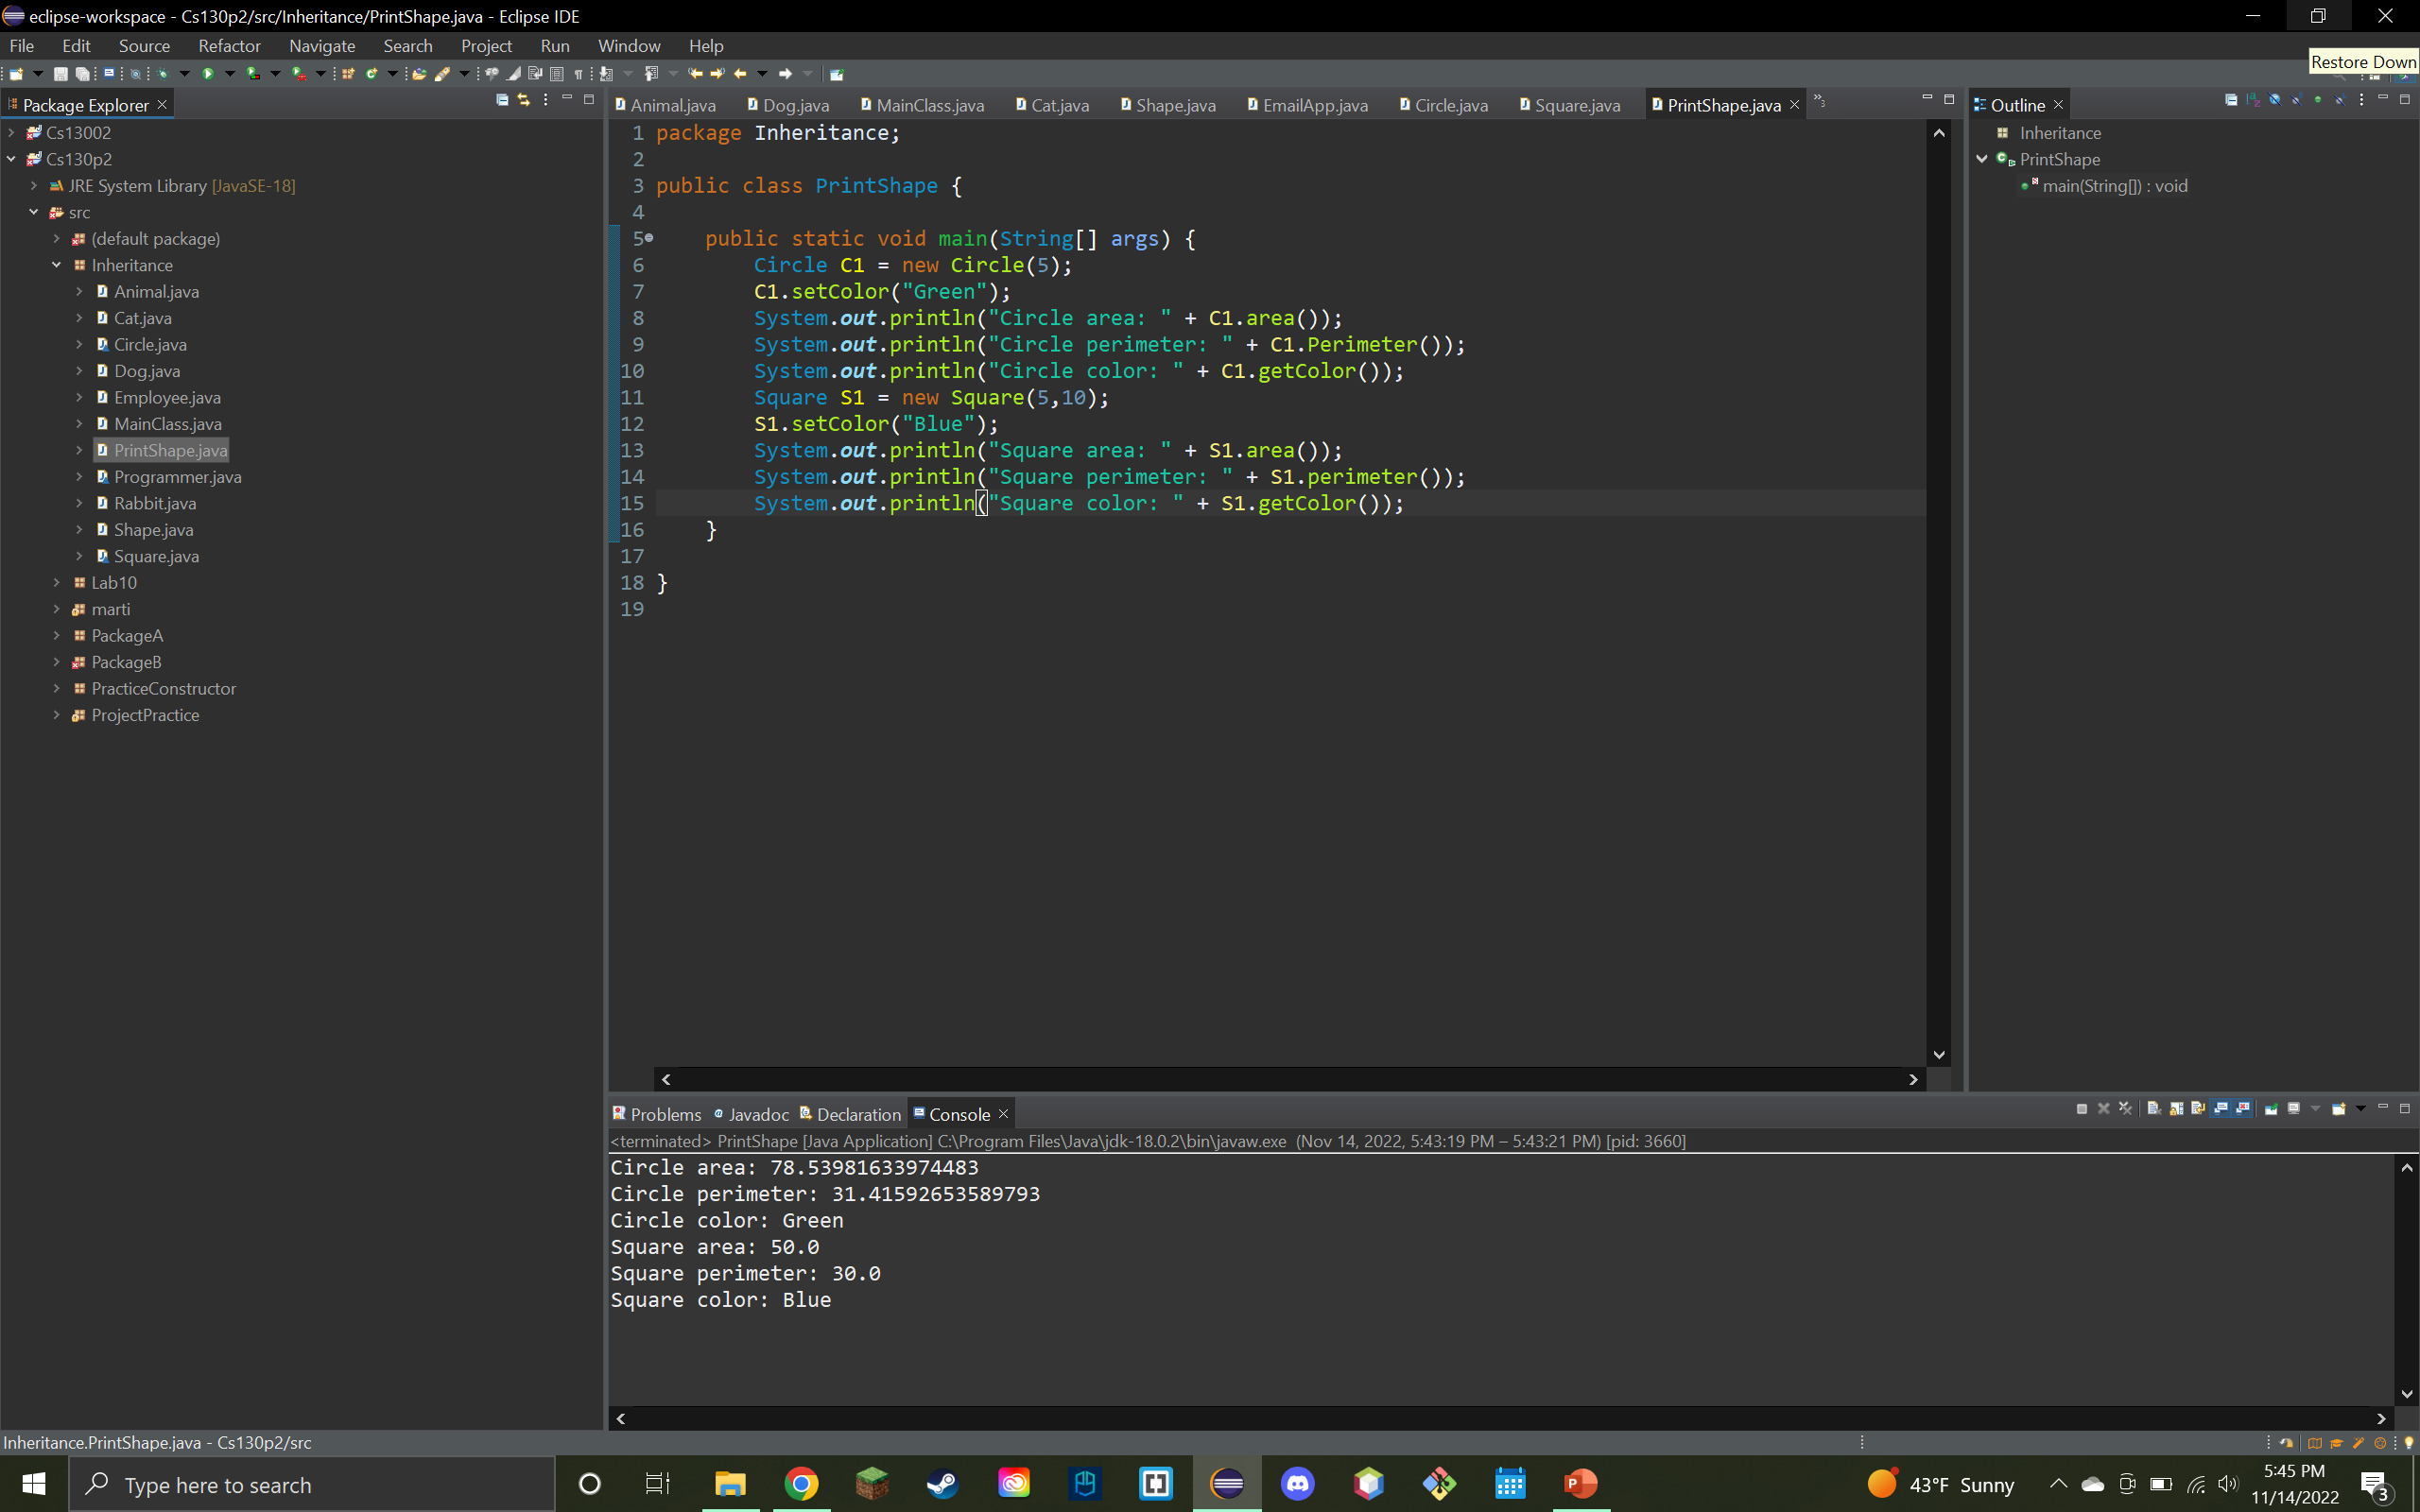 eclipse-workspace - Cs130p2/src/Inheritance/PrintShape.java - Eclipse IDE
File Edit Source Refactor Navigate Search Project Run Window Help
Restore Down
Package Explorer
Cs13002
Cs130p2
JRE System Library [JavaSE-18]
src
(default package)
Inheritance
Animal.java
Cat.java
Circle.java
Dog.java
Employee.java
MainClass.java
PrintShape.java
Programmer.java
Rabbit.java
Shape.java
Square.java
Lab10
marti
PackageA
PackageB
PracticeConstructor
ProjectPractice
Animal.java Dog.java MainClass.java Cat.java Shape.java EmailApp.java Circle.java Square.java PrintShape.java »3
1 package Inheritance;
2
3 public class PrintShape {
4
5 public static void main(String[] args) {
6 Circle C1 = new Circle(5);
7 C1.setColor("Green");
8 System.out.println("Circle area: " + C1.area());
9 System.out.println("Circle perimeter: " + C1.Perimeter());
10 System.out.println("Circle color: " + C1.getColor());
11 Square S1 = new Square(5,10);
12 S1.setColor("Blue");
13 System.out.println("Square area: " + S1.area());
14 System.out.println("Square perimeter: " + S1.perimeter());
15 System.out.println("Square color: " + S1.getColor());
16 }
17
18 }
19
Outline
Inheritance
PrintShape
main(String[]) : void
Problems Javadoc Declaration Console
<terminated> PrintShape [Java Application] C:\Program Files\Java\jdk-18.0.2\bin\javaw.exe (Nov 14, 2022, 5:43:19 PM – 5:43:21 PM) [pid: 3660]
Circle area: 78.53981633974483
Circle perimeter: 31.41592653589793
Circle color: Green
Square area: 50.0
Square perimeter: 30.0
Square color: Blue
Inheritance.PrintShape.java - Cs130p2/src
Type here to search
43°F Sunny
5:45 PM
11/14/2022
3